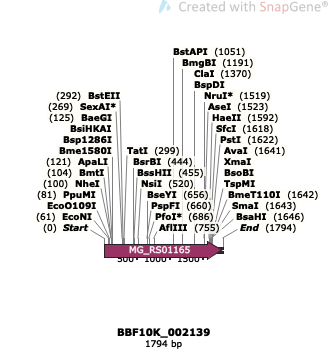 Created with SnapGene®
BstAPI (1051)
BmgBI (1191)
ClaI (1370)
BspDI
(292) BstEII NruI* (1519)
(269) SexAI* AseI (1523)
(125) BaeGI HaeII (1592)
BsiHKAI SfcI (1618)
Bsp1286I PstI (1622)
Bme1580I TatI (299) AvaI (1641)
(121) ApaLI BsrBI (444) XmaI
(104) BmtI BssHII (455) BsoBI
(100) NheI NsiI (520) TspMI
(81) PpuMI BseYI (656) BmeT110I (1642)
EcoO109I PspFI (660) SmaI (1643)
(61) EcoNI PfoI* (686) BsaHI (1646)
(0) Start AflIII (755) End (1794)
MG_RS01165
500 1000 1500
BBF10K_002139
1794 bp